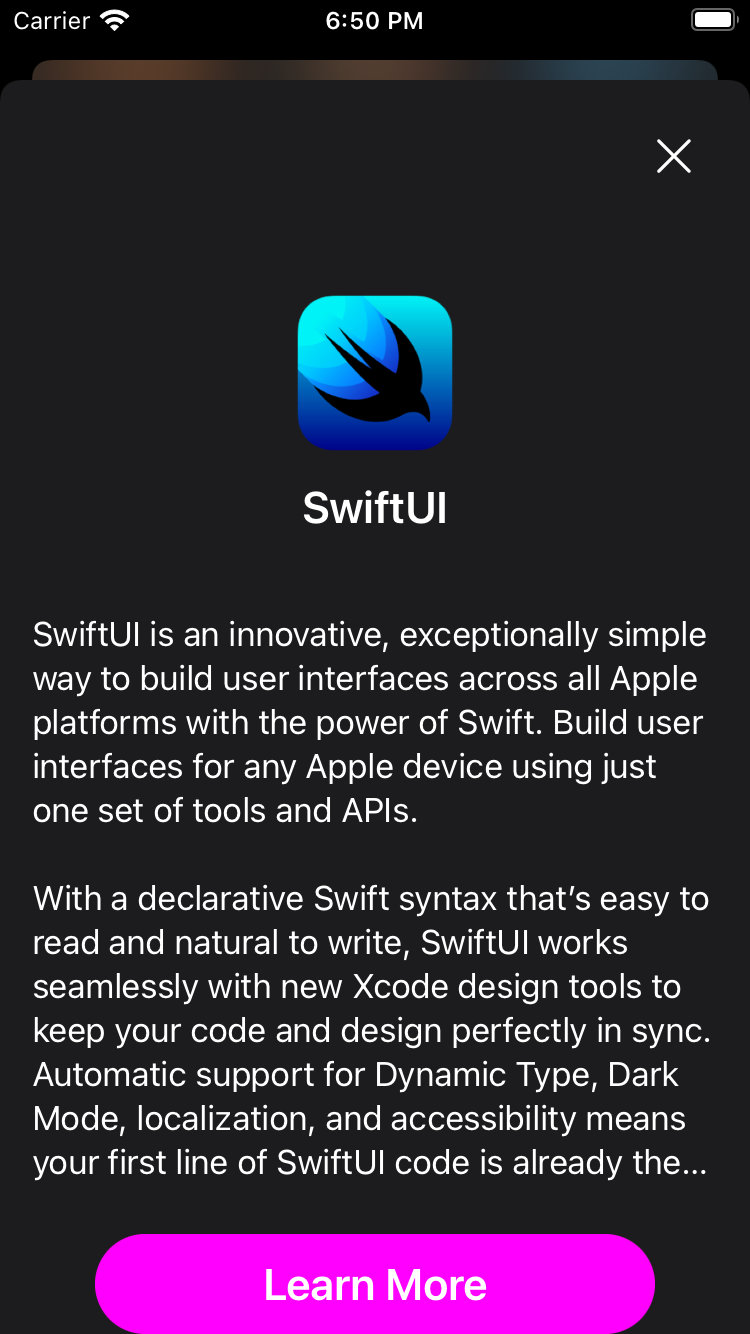 Carrier 6:50 PM
SwiftUI
SwiftUI is an innovative, exceptionally simple
way to build user interfaces across all Apple
platforms with the power of Swift. Build user
interfaces for any Apple device using just
one set of tools and APIs.
With a declarative Swift syntax that’s easy to
read and natural to write, SwiftUI works
seamlessly with new Xcode design tools to
keep your code and design perfectly in sync.
Automatic support for Dynamic Type, Dark
Mode, localization, and accessibility means
your first line of SwiftUI code is already the...
Learn More